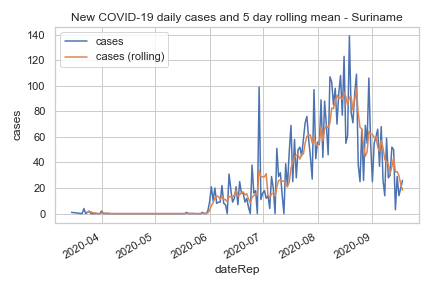 New COVID-19 daily cases and 5 day rolling mean - Suriname
cases
cases (rolling)
140
120
100
80
60
40
20
0
cases
2020-04
2020-05
2020-06
2020-07
2020-08
2020-09
dateRep